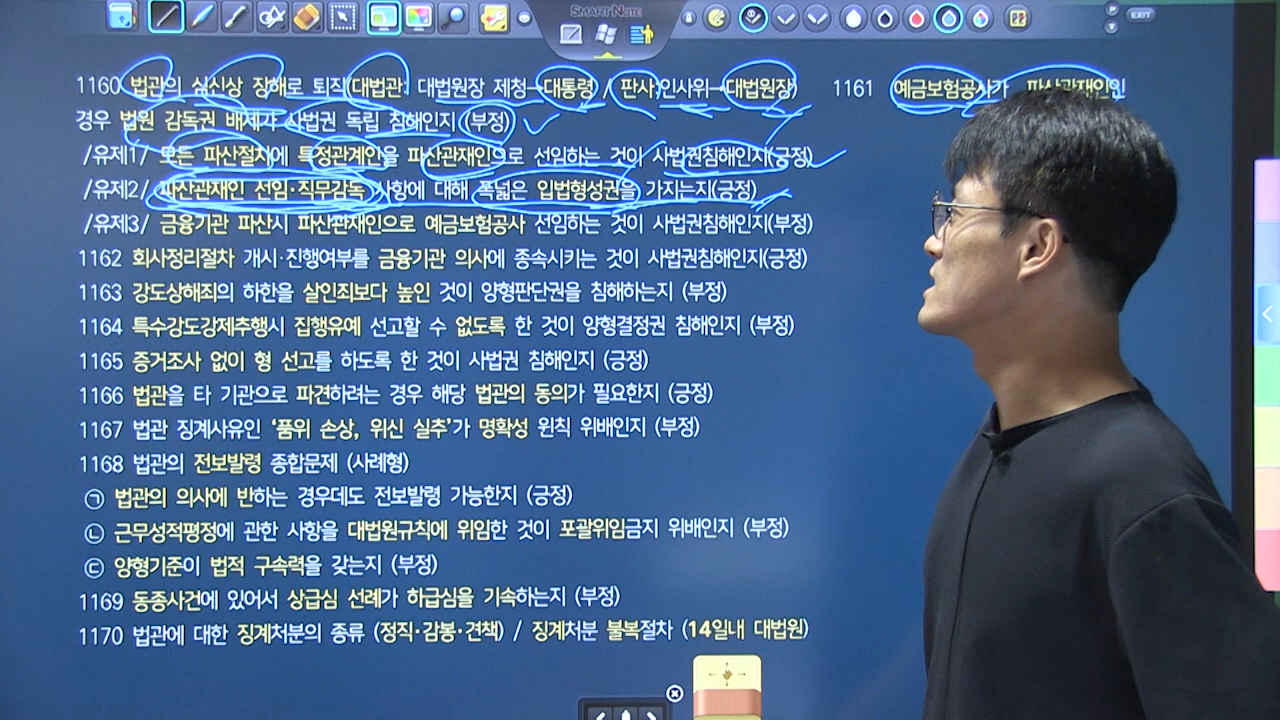 SMARTNOTE
EXIT
1160 법관의 심신상 장해로 퇴직(대법관: 대법원장 제청→대통령 / 판사:인사위→대법원장) 1161 예금보험공사가 파산관재인인
경우 법원 감독권 배제가 사법권 독립 침해인지 (부정)
/유제1/ 모든 파산절차에 특정관계인을 파산관재인으로 선임하는 것이 사법권침해인지(긍정)
/유제2/ 파산관재인 선임·직무감독 사항에 대해 폭넓은 입법형성권을 가지는지(긍정)
/유제3/ 금융기관 파산시 파산관재인으로 예금보험공사 선임하는 것이 사법권침해인지(부정)
1162 회사정리절차 개시·진행여부를 금융기관 의사에 종속시키는 것이 사법권침해인지(긍정)
1163 강도상해죄의 하한을 살인죄보다 높인 것이 양형판단권을 침해하는지 (부정)
1164 특수강도강제추행시 집행유예 선고할 수 없도록 한 것이 양형결정권 침해인지 (부정)
1165 증거조사 없이 형 선고를 하도록 한 것이 사법권 침해인지 (긍정)
1166 법관을 타 기관으로 파견하려는 경우 해당 법관의 동의가 필요한지 (긍정)
1167 법관 징계사유인 '품위 손상, 위신 실추'가 명확성 원칙 위배인지 (부정)
1168 법관의 전보발령 종합문제 (사례형)
㉠ 법관의 의사에 반하는 경우데도 전보발령 가능한지 (긍정)
㉡ 근무성적평정에 관한 사항을 대법원규칙에 위임한 것이 포괄위임금지 위배인지 (부정)
㉢ 양형기준이 법적 구속력을 갖는지 (부정)
1169 동종사건에 있어서 상급심 선례가 하급심을 기속하는지 (부정)
1170 법관에 대한 징계처분의 종류 (정직·감봉·견책) / 징계처분 불복절차 (14일내 대법원)